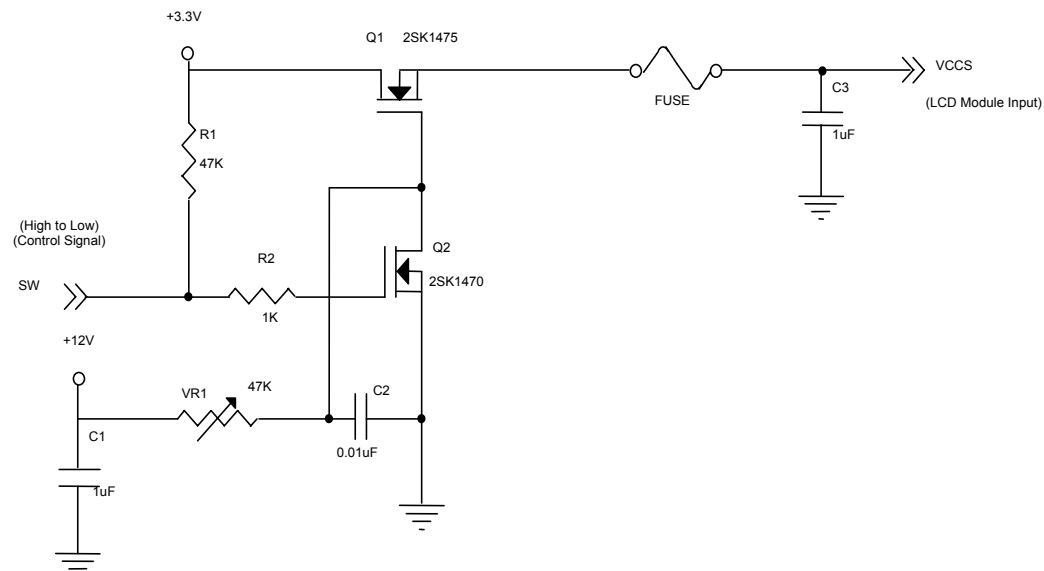 +3.3V
Q1 2SK1475
VCCS
(LCD Module Input)
FUSE
C3
1uF
R1
47K
(High to Low)
(Control Signal)
SW
R2
1K
Q2
2SK1470
+12V
VR1
47K
C2
0.01uF
C1
1uF